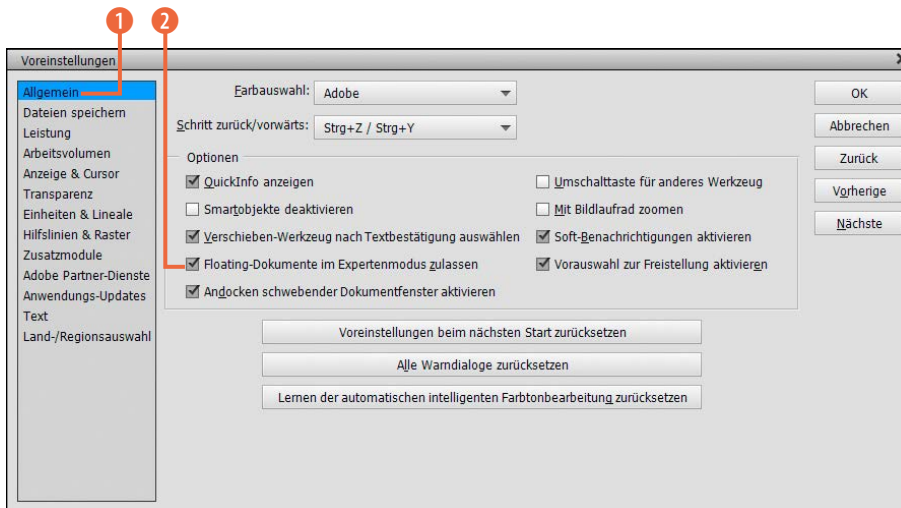 1 2
Voreinstellungen
Allgemein
Dateien speichern
Leistung
Arbeitsvolumen
Anzeige & Cursor
Transparenz
Einheiten & Lineale
Hilfslinien & Raster
Zusatzmodule
Adobe Partner-Dienste
Anwendungs-Updates
Text
Land-/Regionsauswahl
Farbauswahl: Adobe
Schritt zurück/vorwärts: Strg+Z / Strg+Y
Optionen
QuickInfo anzeigen
Smartobjekte deaktivieren
Verschieben-Werkzeug nach Textbestätigung auswählen
Floating-Dokumente im Expertenmodus zulassen
Andocken schwebender Dokumentfenster aktivieren
Umschalttaste für anderes Werkzeug
Mit Bildlaufrad zoomen
Soft-Benachrichtigungen aktivieren
Vorauswahl zur Freistellung aktivieren
Voreinstellungen beim nächsten Start zurücksetzen
Alle Warndialoge zurücksetzen
Lernen der automatischen intelligenten Farbtonbearbeitung zurücksetzen
OK
Abbrechen
Zurück
Vorherige
Nächste